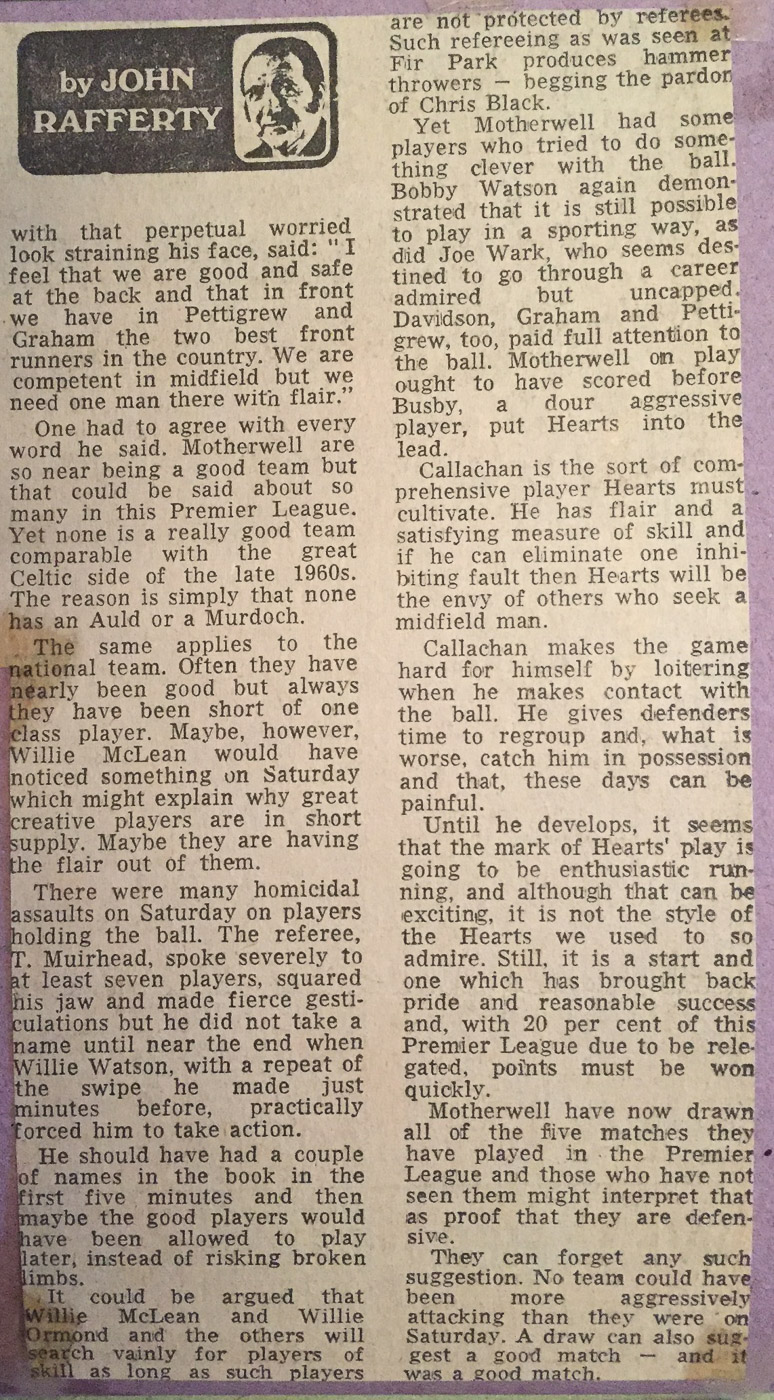 by JOHN
RAFFERTY
with that perpetual worried
look straining his face, said: "I
feel that we are good and safe
at the back and that in front
we have in Pettigrew and
Graham the two best front
runners in the country. We are
competent in midfield but we
need one man there with flair."
One had to agree with every
word he said. Motherwell are
so near being a good team but
that could be said about so
many in this Premier League.
Yet none is a really good team
comparable with the great
Celtic side of the late 1960s.
The reason is simply that none
has an Auld or a Murdoch.
The same applies to the
national team. Often they have
nearly been good but always
they have been short of one
class player. Maybe, however,
Willie McLean would have
noticed something on Saturday
which might explain why great
creative players are in short
supply. Maybe they are having
the flair out of them.
There were many homicidal
assaults on Saturday on players
holding the ball. The referee,
T. Muirhead, spoke severely to
at least seven players, squared
his jaw and made fierce gesti-
culations but he did not take a
name until near the end when
Willie Watson, with a repeat of
the swipe he made just
minutes before, practically
forced him to take action.
He should have had a couple
of names in the book in the
first five minutes and then
maybe the good players would
have been allowed to play
later, instead of risking broken
limbs.
It could be argued that
Willie McLean and Willie
Ormond and the others will
search vainly for players of
skill as long as such players
are not protected by referees.
Such refereeing as was seen at
Fir Park produces hammer
throwers — begging the pardon
of Chris Black.
Yet Motherwell had some
players who tried to do some-
thing clever with the ball.
Bobby Watson again demon-
strated that it is still possible
to play in a sporting way, as
did Joe Wark, who seems des-
tined to go through a career
admired but uncapped.
Davidson, Graham and Petti-
grew, too, paid full attention to
the ball. Motherwell on play
ought to have scored before
Busby, a dour aggressive
player, put Hearts into the
lead.
Callachan is the sort of com-
prehensive player Hearts must
cultivate. He has flair and a
satisfying measure of skill and
if he can eliminate one inhi-
biting fault then Hearts will be
the envy of others who seek a
midfield man.
Callachan makes the game
hard for himself by loitering
when he makes contact with
the ball. He gives defenders
time to regroup and, what is
worse, catch him in possession
and that, these days can be
painful.
Until he develops, it seems
that the mark of Hearts' play is
going to be enthusiastic run-
ning, and although that can be
exciting, it is not the style of
the Hearts we used to so
admire. Still, it is a start and
one which has brought back
pride and reasonable success
and, with 20 per cent of this
Premier League due to be rele-
gated, points must be won
quickly.
Motherwell have now drawn
all of the five matches they
have played in the Premier
League and those who have not
seen them might interpret that
as proof that they are defen-
sive.
They can forget any such
suggestion. No team could have
been more aggressively
attacking than they were on
Saturday. A draw can also sug-
gest a good match — and it
was a good match.